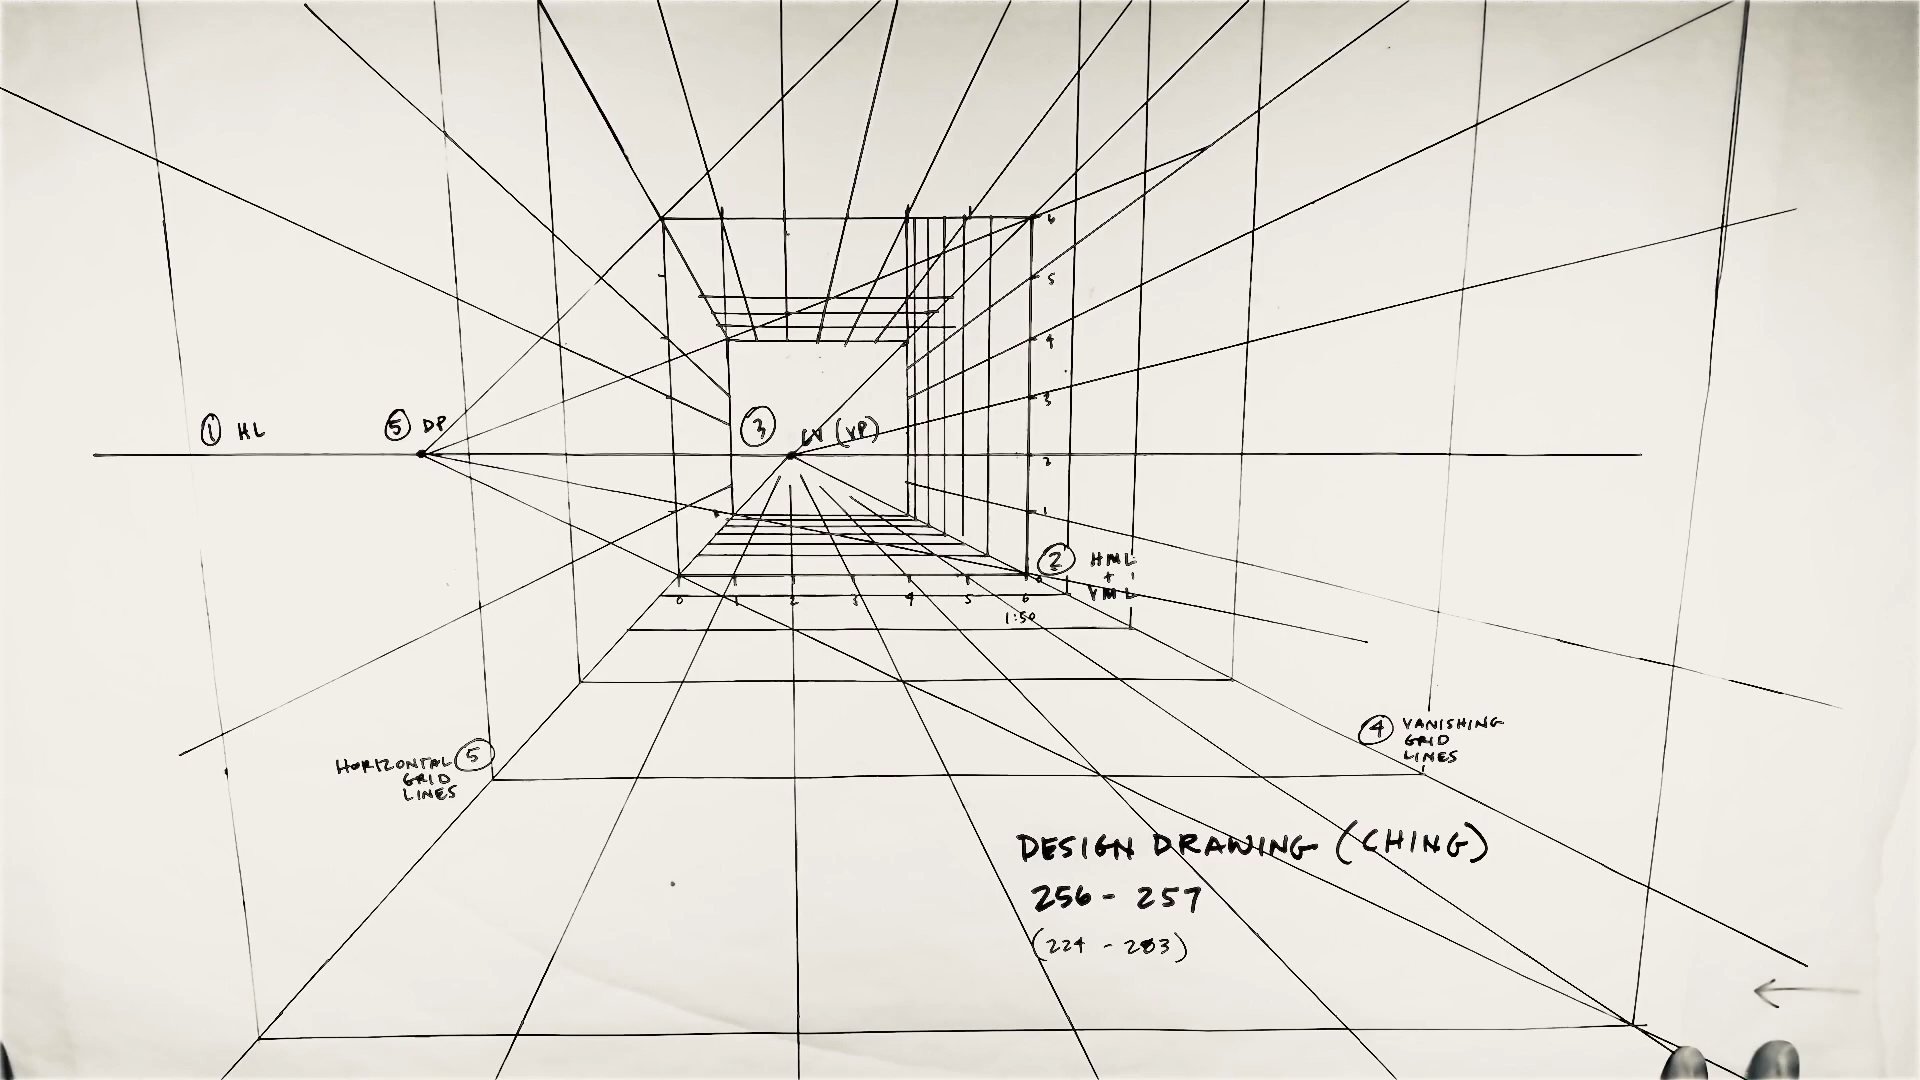 6
5
① HL
⑤ DP
4
3
③ CV (VP)
2
1
② HML
+
VML
0
0 1 2 3 4 5 6
1:50
④ VANISHING
GRID
LINES
HORIZONTAL ⑤
GRID
LINES
DESIGN DRAWING (CHING)
256 - 257
(224 - 283)